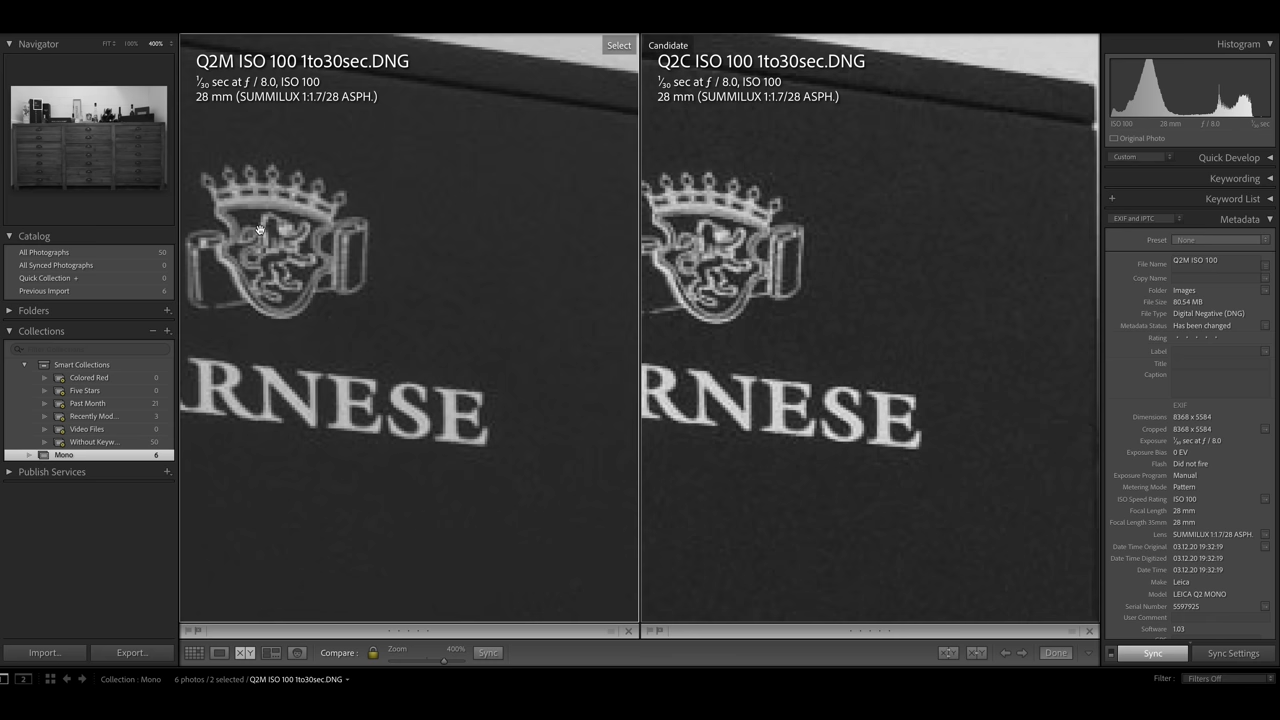 Navigator
FIT
100%
400%
Catalog
All Photographs 50
All Synced Photographs 0
Quick Collection + 0
Previous Import 6
Folders
Collections
Smart Collections
Colored Red 0
Five Stars 0
Past Month 21
Recently Mod... 3
Video Files 0
Without Keyw... 50
Mono 6
Publish Services
Import...
Export...
Q2M ISO 100 1to30sec.DNG
Select
1/30 sec at ƒ / 8.0, ISO 100
28 mm (SUMMILUX 1:1.7/28 ASPH.)
RNESE
Candidate
Q2C ISO 100 1to30sec.DNG
1/30 sec at ƒ / 8.0, ISO 100
28 mm (SUMMILUX 1:1.7/28 ASPH.)
RNESE
Compare :
Zoom 400%
Sync
Done
2
Collection : Mono
6 photos / 2 selected / Q2M ISO 100 1to30sec.DNG
Filter : Filters Off
Histogram
ISO 100 28 mm ƒ / 8.0 1/30 sec
Original Photo
Custom
Quick Develop
Keywording
Keyword List
EXIF and IPTC
Metadata
Preset None
File Name Q2M ISO 100
Copy Name
Folder Images
File Size 80.54 MB
File Type Digital Negative (DNG)
Metadata Status Has been changed
Rating
Label
Title
Caption
EXIF
Dimensions 8368 x 5584
Cropped 8368 x 5584
Exposure 1/30 sec at ƒ / 8.0
Exposure Bias 0 EV
Flash Did not fire
Exposure Program Manual
Metering Mode Pattern
ISO Speed Rating ISO 100
Focal Length 28 mm
Focal Length 35mm 28 mm
Lens SUMMILUX 1:1.7/28 ASPH.
Date Time Original 03.12.20 19:32:19
Date Time Digitized 03.12.20 19:32:19
Date Time 03.12.20 19:32:19
Make Leica
Model LEICA Q2 MONO
Serial Number 5597925
User Comment
Software 1.03
Sync
Sync Settings